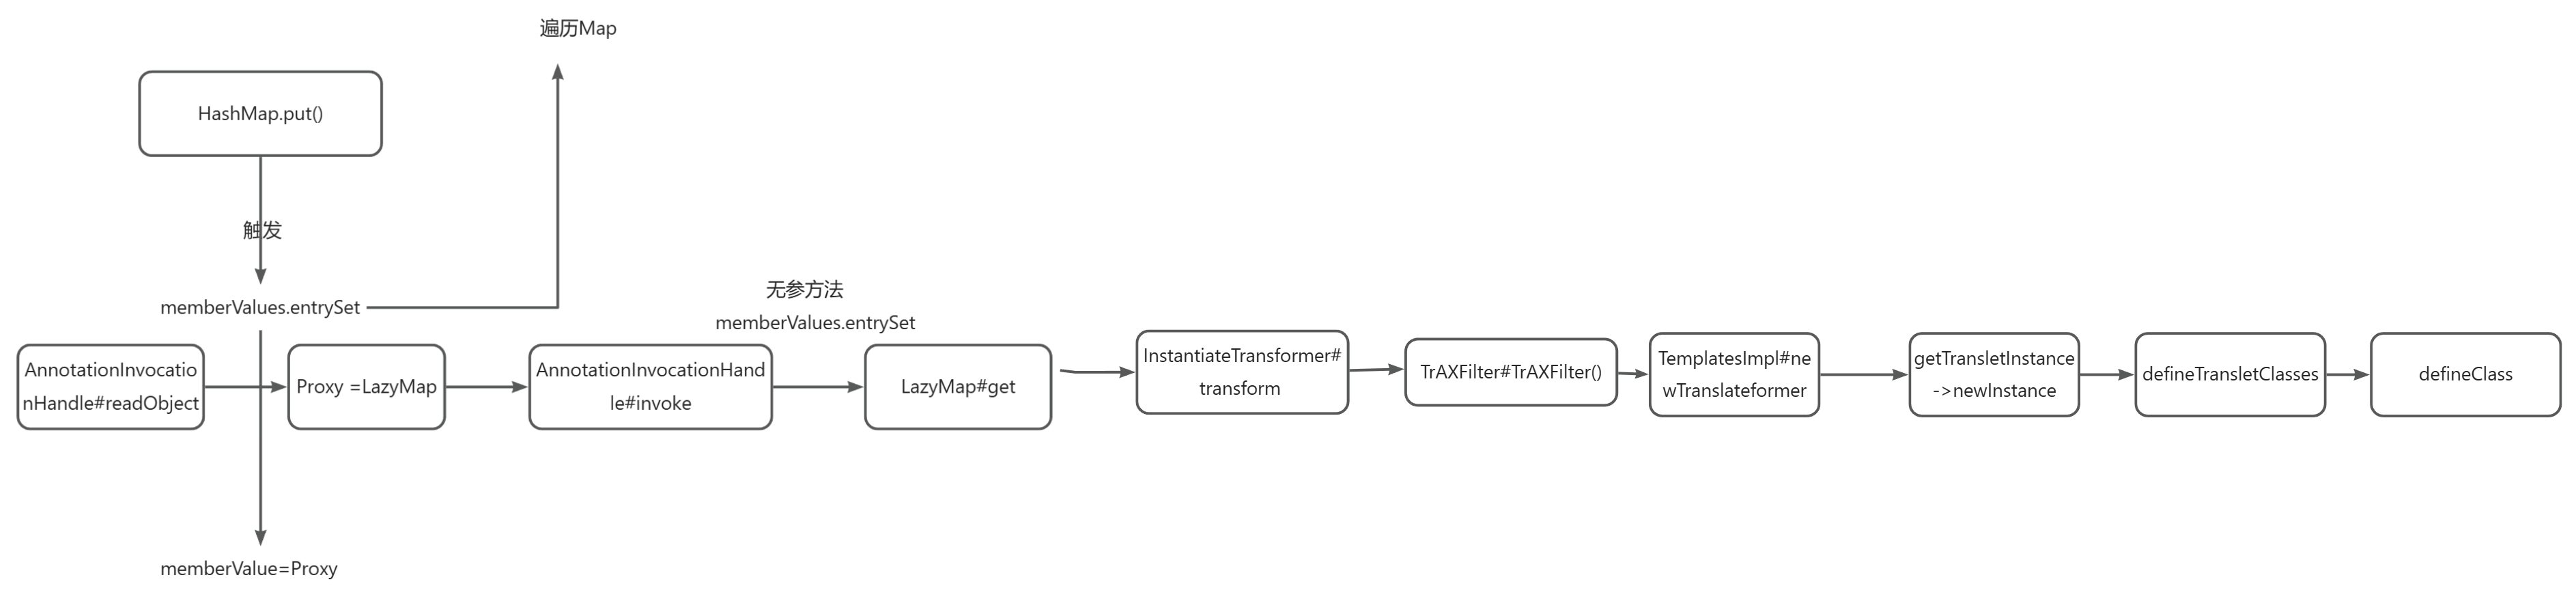 遍历Map
HashMap.put()
触发
memberValues.entrySet
无参方法
memberValues.entrySet
AnnotationInvocatio
nHandle#readObject
Proxy =LazyMap
AnnotationInvocationHand
le#invoke
LazyMap#get
InstantiateTransformer#
transform
TrAXFilter#TrAXFilter()
TemplatesImpl#ne
wTranslateformer
getTransletInstance
->newInstance
defineTransletClasses
defineClass
memberValue=Proxy